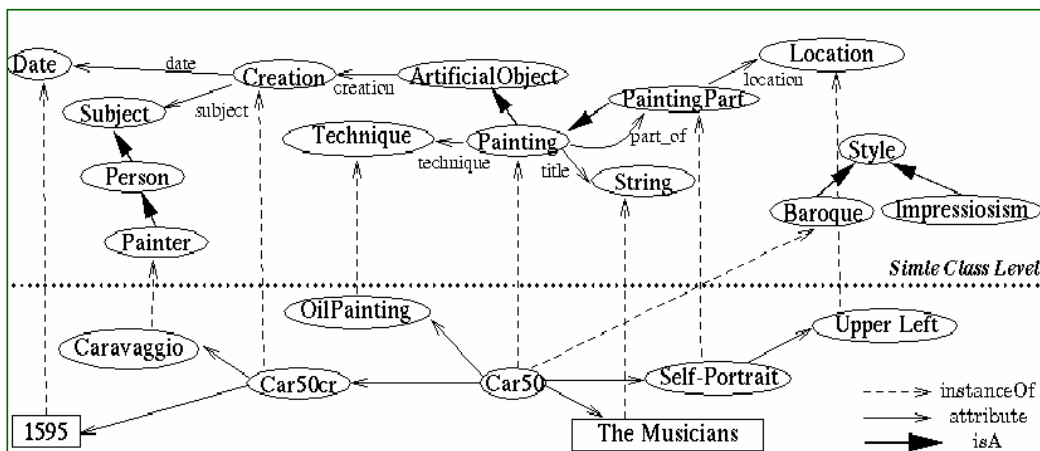 Date
date
Creation
creation
ArtificialObject
Location
location
Subject
subject
Technique
technique
Painting
PaintingPart
part_of
title
String
Style
Person
Painter
Baroque
Impressiosism
Simle Class Level
OilPainting
Upper Left
Caravaggio
Car50cr
Car50
Self-Portrait
instanceOf
attribute
isA
1595
The Musicians